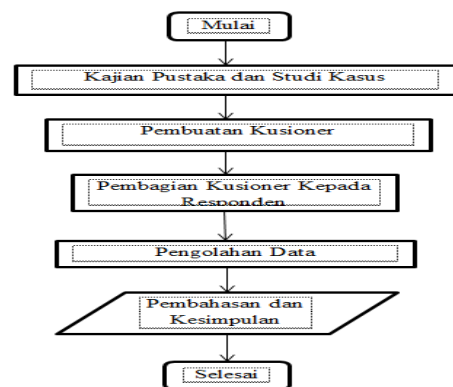 Mulai
Kajian Pustaka dan Studi Kasus
Pembuatan Kusioner
Pembagian Kusioner Kepada
Responden
Pengolahan Data
Pembahasan dan
Kesimpulan
Selesai